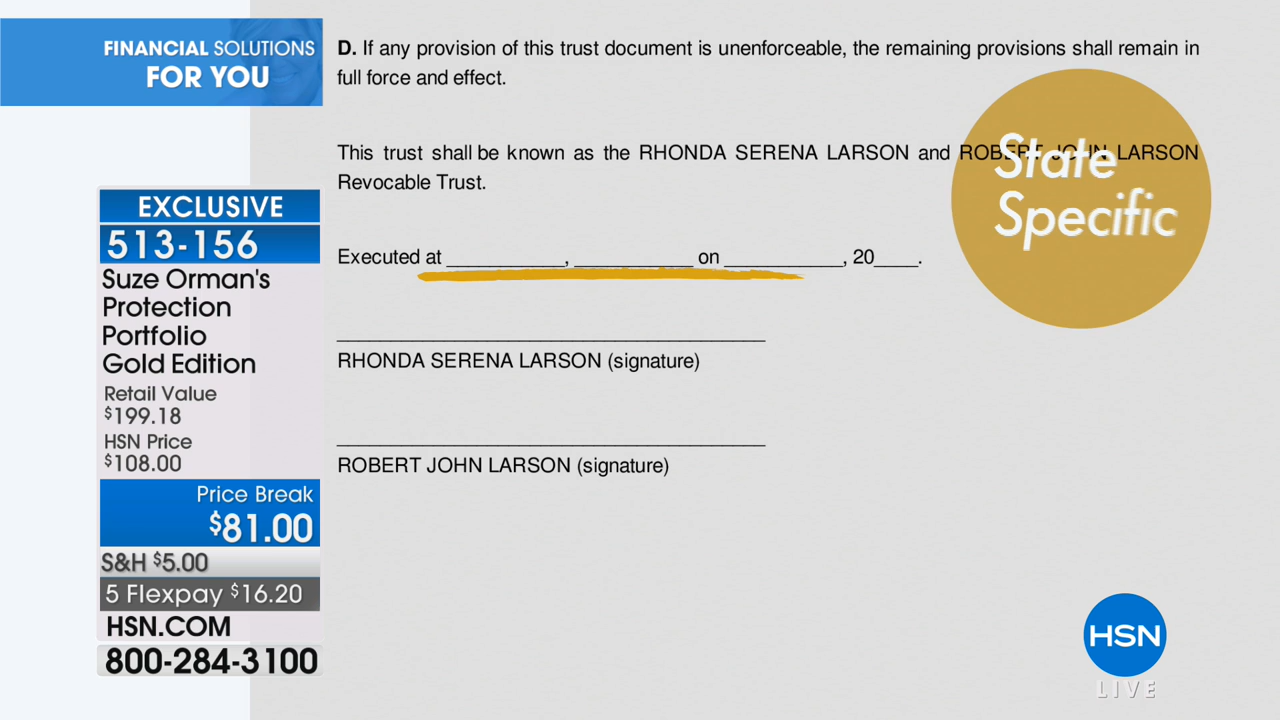 FINANCIAL SOLUTIONS
FOR YOU
D. If any provision of this trust document is unenforceable, the remaining provisions shall remain in
full force and effect.
This trust shall be known as the RHONDA SERENA LARSON and ROBERT JOHN LARSON
Revocable Trust.
State
Specific
Executed at ___________, ___________ on ___________, 20____.
RHONDA SERENA LARSON (signature)
ROBERT JOHN LARSON (signature)
EXCLUSIVE
513-156
Suze Orman's
Protection
Portfolio
Gold Edition
Retail Value
$199.18
HSN Price
$108.00
Price Break
$81.00
S&H $5.00
5 Flexpay $16.20
HSN.COM
800-284-3100
HSN
LIVE